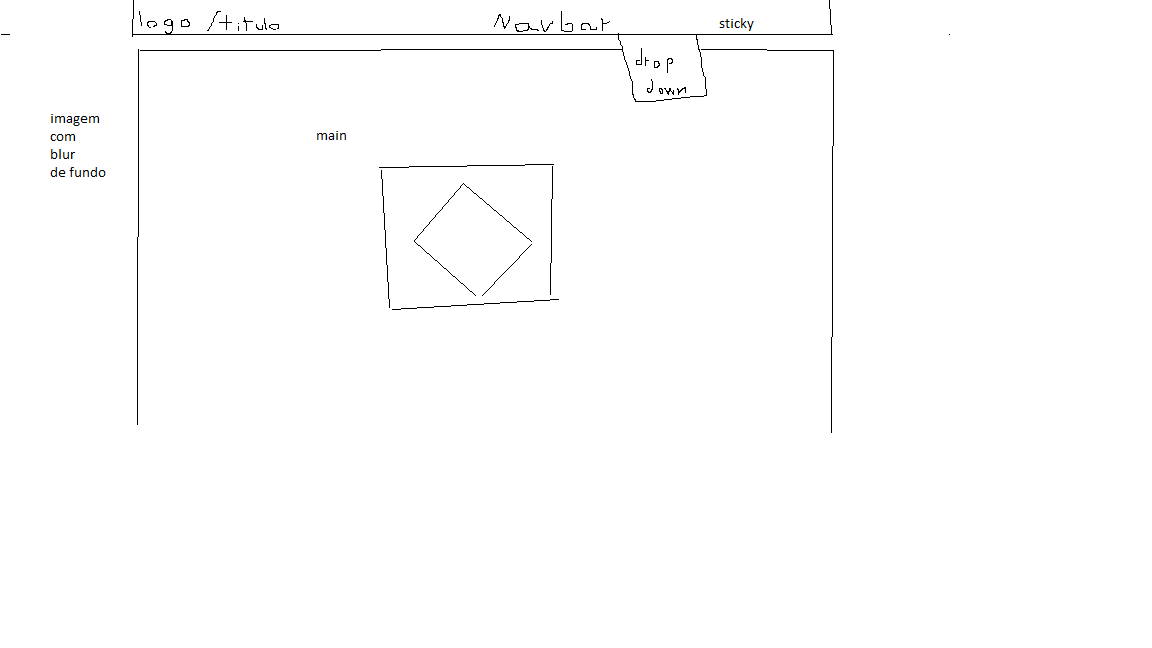 logo /titulo
Navbar
sticky
drop
down
imagem
com
blur
de fundo
main